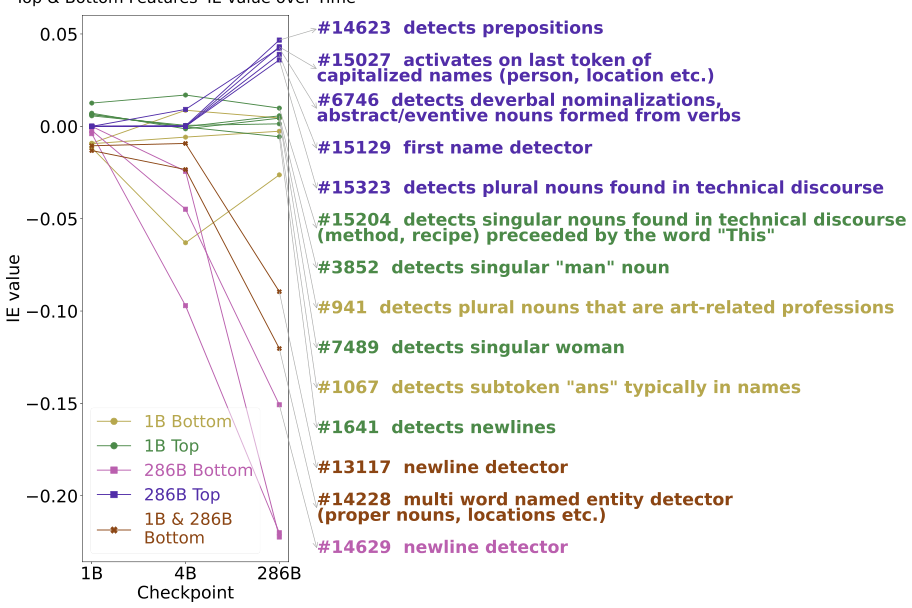 Top & Bottom Features' IE value over Time
0.05
0.00
−0.05
−0.10
−0.15
−0.20
IE value
1B
4B
286B
Checkpoint
1B Bottom
1B Top
286B Bottom
286B Top
1B & 286B
Bottom
#14623 detects prepositions
#15027 activates on last token of
capitalized names (person, location etc.)
#6746 detects deverbal nominalizations,
abstract/eventive nouns formed from verbs
#15129 first name detector
#15323 detects plural nouns found in technical discourse
#15204 detects singular nouns found in technical discourse
(method, recipe) preceeded by the word "This"
#3852 detects singular "man" noun
#941 detects plural nouns that are art-related professions
#7489 detects singular woman
#1067 detects subtoken "ans" typically in names
#1641 detects newlines
#13117 newline detector
#14228 multi word named entity detector
(proper nouns, locations etc.)
#14629 newline detector